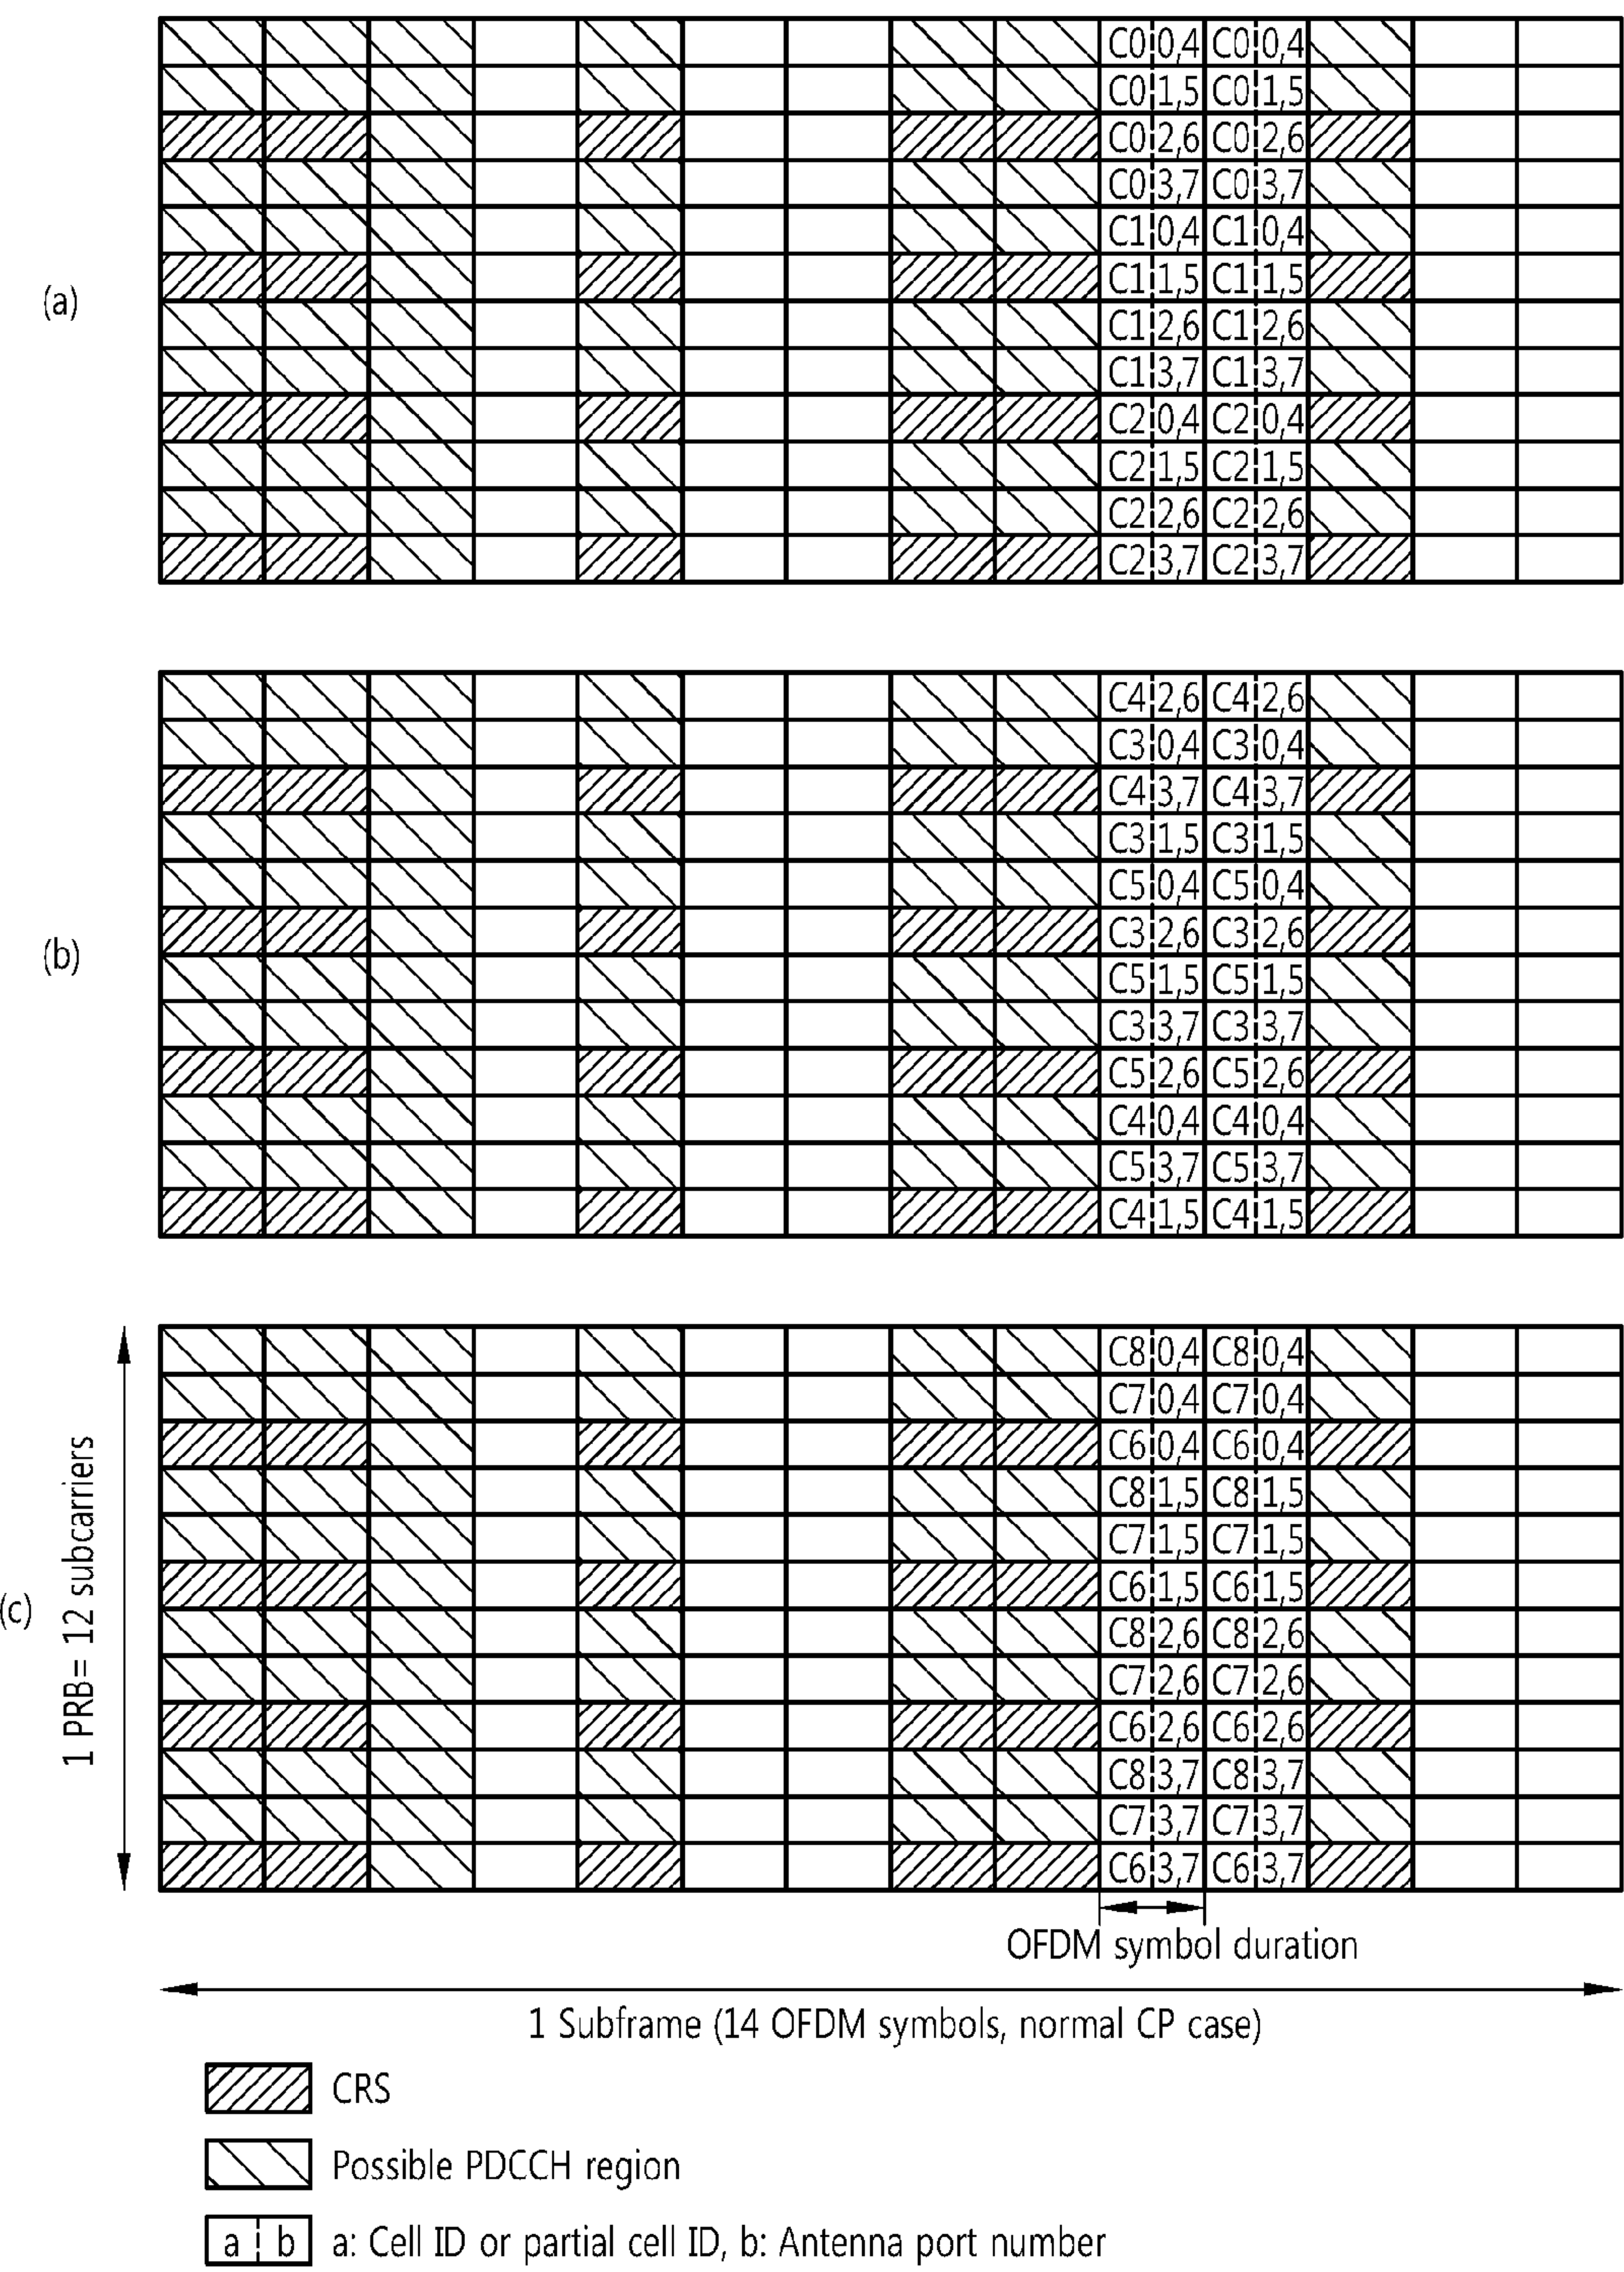 C0 0,4 C0 0,4
C0 1,5 C0 1,5
C0 2,6 C0 2,6
C0 3,7 C0 3,7
C1 0,4 C1 0,4
C1 1,5 C1 1,5
(a)
C1 2,6 C1 2,6
C1 3,7 C1 3,7
C2 0,4 C2 0,4
C2 1,5 C2 1,5
C2 2,6 C2 2,6
C2 3,7 C2 3,7
C4 2,6 C4 2,6
C3 0,4 C3 0,4
C4 3,7 C4 3,7
C3 1,5 C3 1,5
C5 0,4 C5 0,4
C3 2,6 C3 2,6
(b)
C5 1,5 C5 1,5
C3 3,7 C3 3,7
C5 2,6 C5 2,6
C4 0,4 C4 0,4
C5 3,7 C5 3,7
C4 1,5 C4 1,5
C8 0,4 C8 0,4
C7 0,4 C7 0,4
C6 0,4 C6 0,4
C8 1,5 C8 1,5
C7 1,5 C7 1,5
C6 1,5 C6 1,5
(c)
1 PRB= 12 subcarriers
C8 2,6 C8 2,6
C7 2,6 C7 2,6
C6 2,6 C6 2,6
C8 3,7 C8 3,7
C7 3,7 C7 3,7
C6 3,7 C6 3,7
OFDM symbol duration
1 Subframe (14 OFDM symbols, normal CP case)
CRS
Possible PDCCH region
a b a: Cell ID or partial cell ID, b: Antenna port number